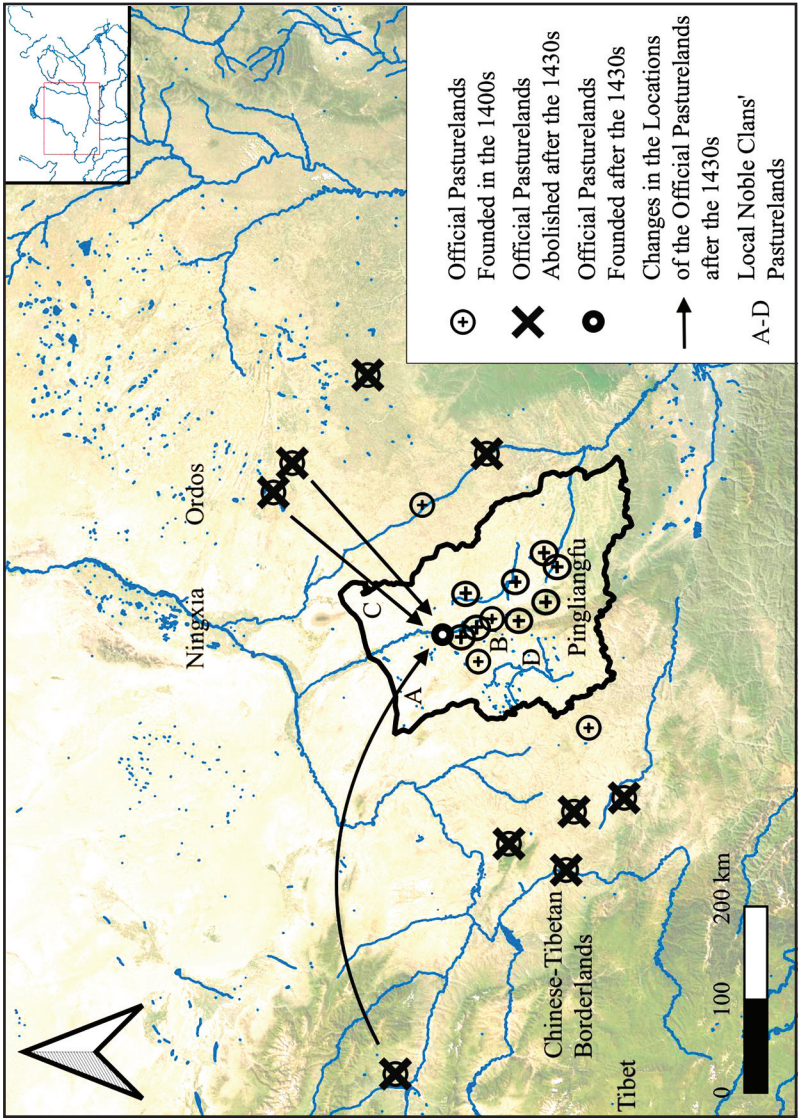 Ningxia
Ordos
C
A
B
D
Pingliangfu
Chinese-Tibetan
Borderlands
Tibet
0
100
200 km
Official Pasturelands
Founded in the 1400s
Official Pasturelands
Abolished after the 1430s
Official Pasturelands
Founded after the 1430s
Changes in the Locations
of the Official Pasturelands
after the 1430s
A-D
Local Noble Clans'
Pasturelands